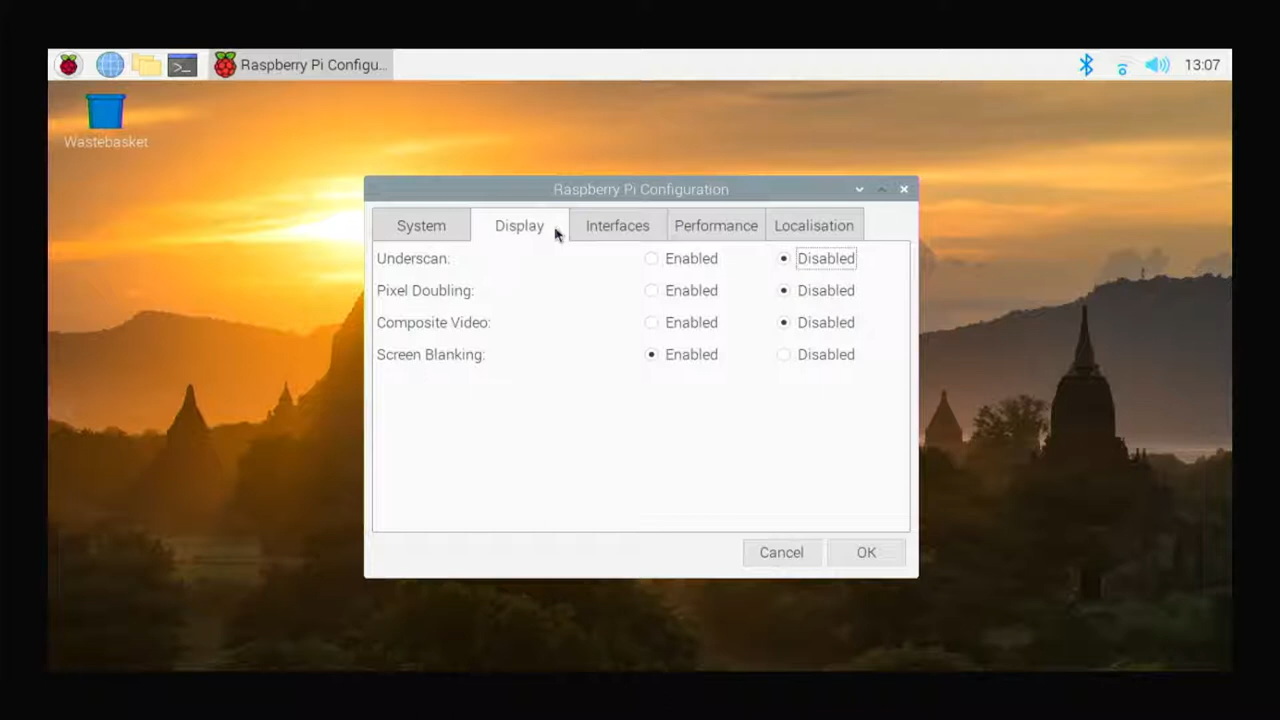 Raspberry Pi Configu...
13:07
Wastebasket
Raspberry Pi Configuration
System Display Interfaces Performance Localisation
Underscan: Enabled Disabled
Pixel Doubling: Enabled Disabled
Composite Video: Enabled Disabled
Screen Blanking: Enabled Disabled
Cancel OK